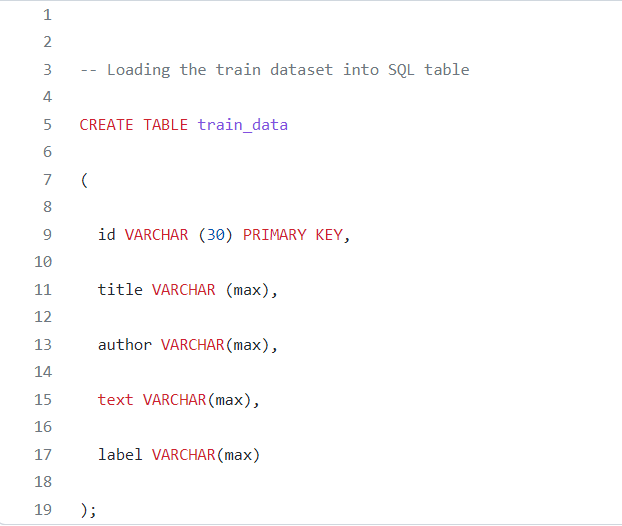 1
2
3 -- Loading the train dataset into SQL table
4
5 CREATE TABLE train_data
6
7 (
8
9 id VARCHAR (30) PRIMARY KEY,
10
11 title VARCHAR (max),
12
13 author VARCHAR(max),
14
15 text VARCHAR(max),
16
17 label VARCHAR(max)
18
19 );